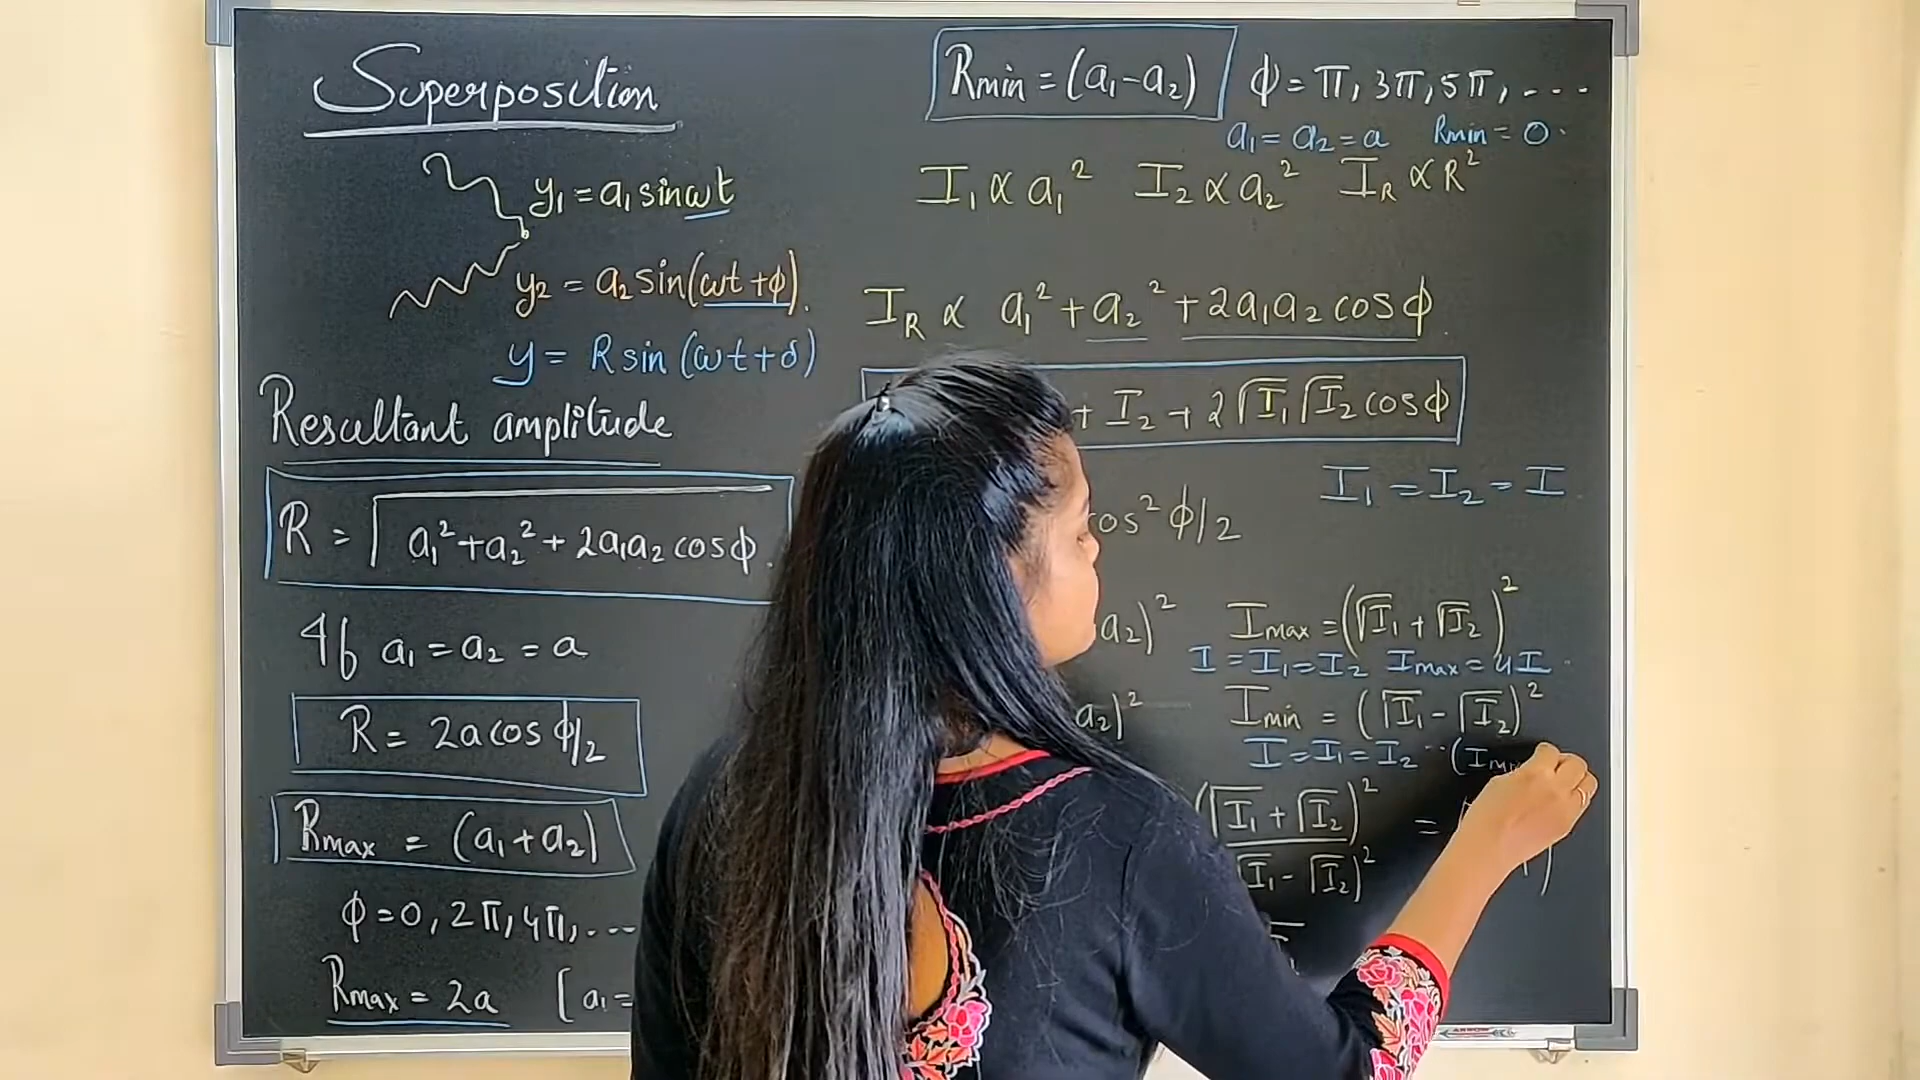 Superposition
y₁ = a₁ sinωt
y₂ = a₂ sin(ωt + ϕ).
y = R sin (ωt + δ)
Resultant amplitude
R = √a₁² + a₂² + 2a₁a₂ cosϕ.
If a₁ = a₂ = a
R = 2a cos ϕ/2
Rmax = (a₁ + a₂)
ϕ = 0, 2π, 4π, ...
Rmax = 2a [a₁ =
Rmin = (a₁ - a₂) ϕ = π, 3π, 5π, ...
a₁ = a₂ = a Rmin = 0.
I₁ ∝ a₁² I₂ ∝ a₂² I_R ∝ R²
I_R ∝ a₁² + a₂² + 2a₁a₂ cosϕ
+ I₂ + 2√I₁ √I₂ cosϕ
I₁ = I₂ = I
cos² ϕ/2
a₂)² Imax = (√I₁ + √I₂)²
I = I₁ = I₂ Imax = 4I.
a₂)² Imin = (√I₁ - √I₂)²
I = I₁ = I₂ (I
(√I₁ + √I₂)² =
√I₁ - √I₂)²
ARROW